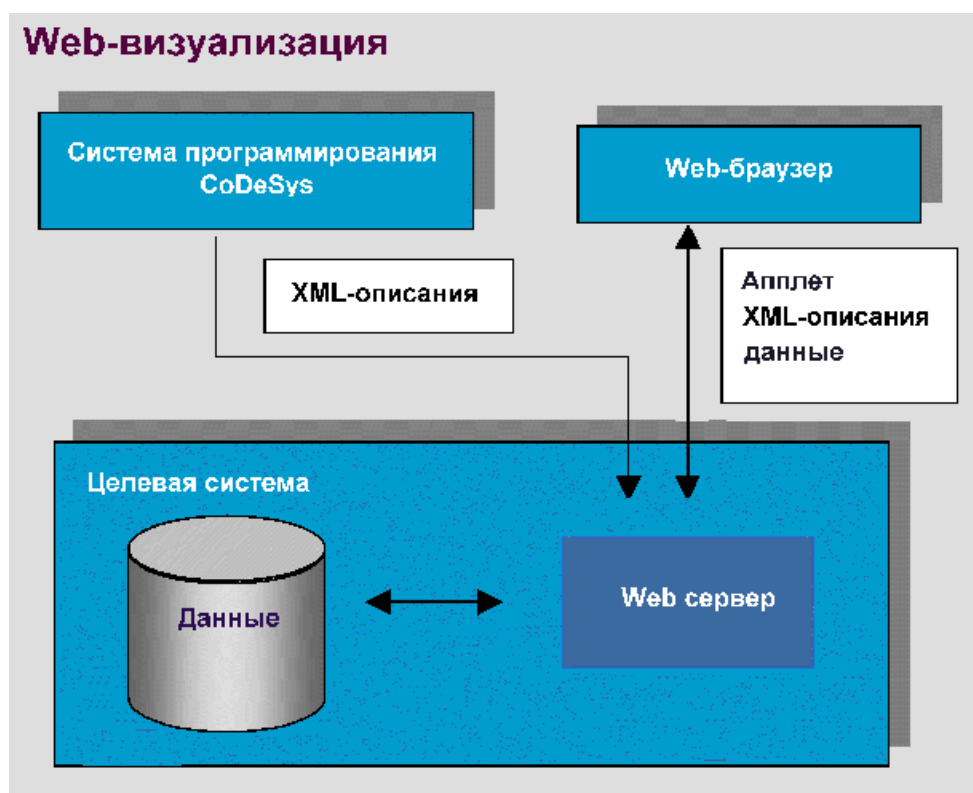 Web-визуализация
Система программирования
CoDeSys
Web-браузер
XML-описания
Апплет
XML-описания
данные
Целевая система
Данные
Web сервер